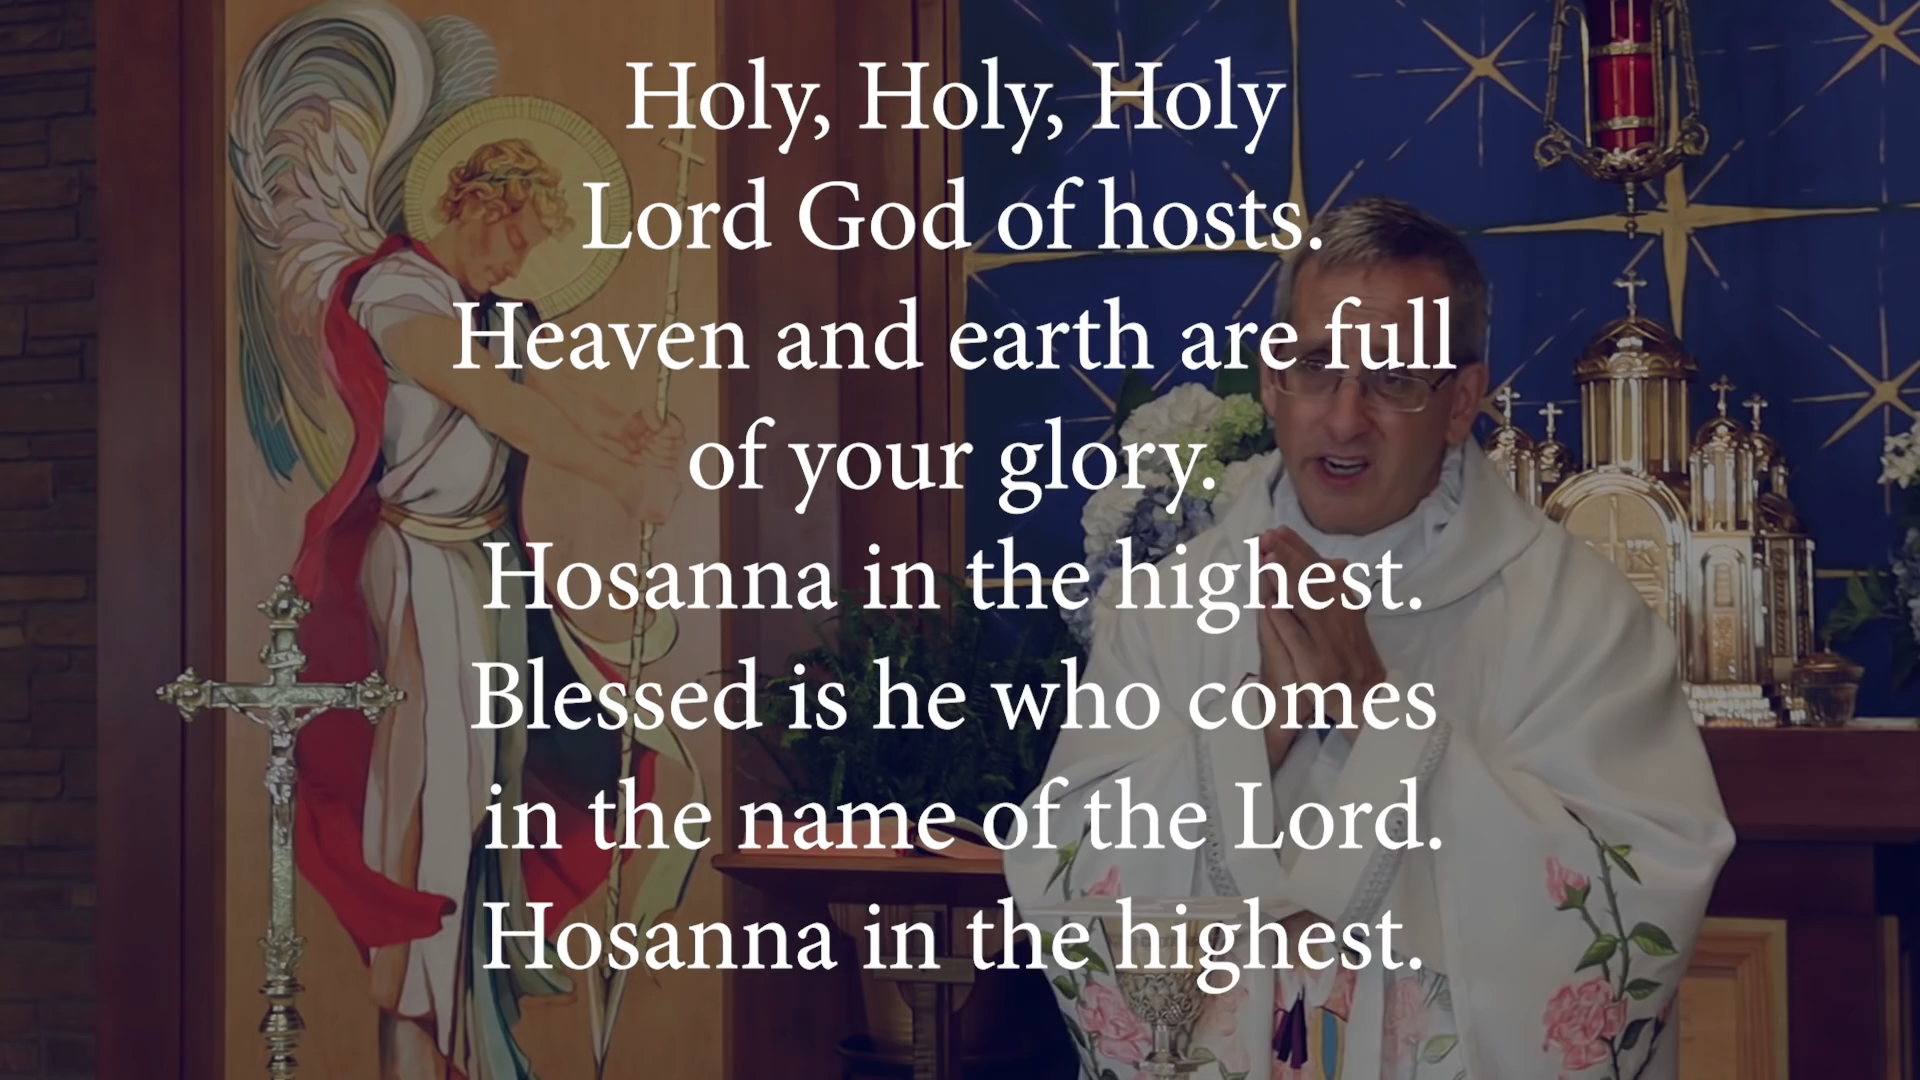 Holy, Holy, Holy
Lord God of hosts.
Heaven and earth are full
of your glory.
Hosanna in the highest.
Blessed is he who comes
in the name of the Lord.
Hosanna in the highest.